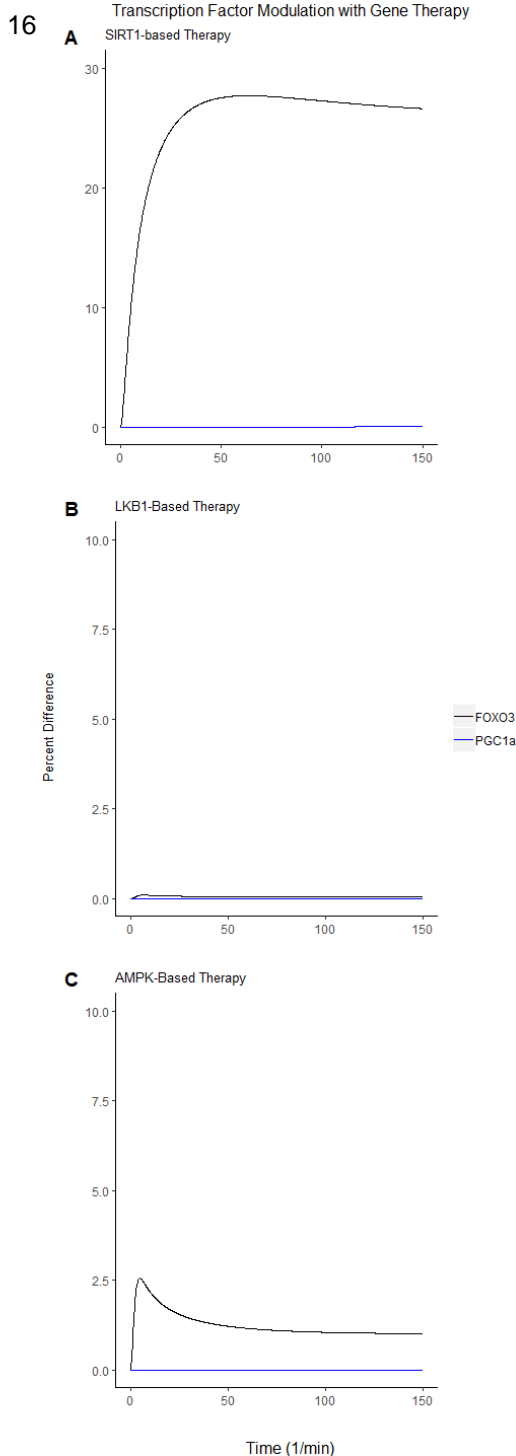 Transcription Factor Modulation with Gene Therapy
16
A SIRT1-based Therapy
30
20
10
0
0 50 100 150
B LKB1-Based Therapy
10.0
7.5
5.0
2.5
0.0
0 50 100 150
Percent Difference
FOXO3
PGC1a
C AMPK-Based Therapy
10.0
7.5
5.0
2.5
0.0
0 50 100 150
Time (1/min)